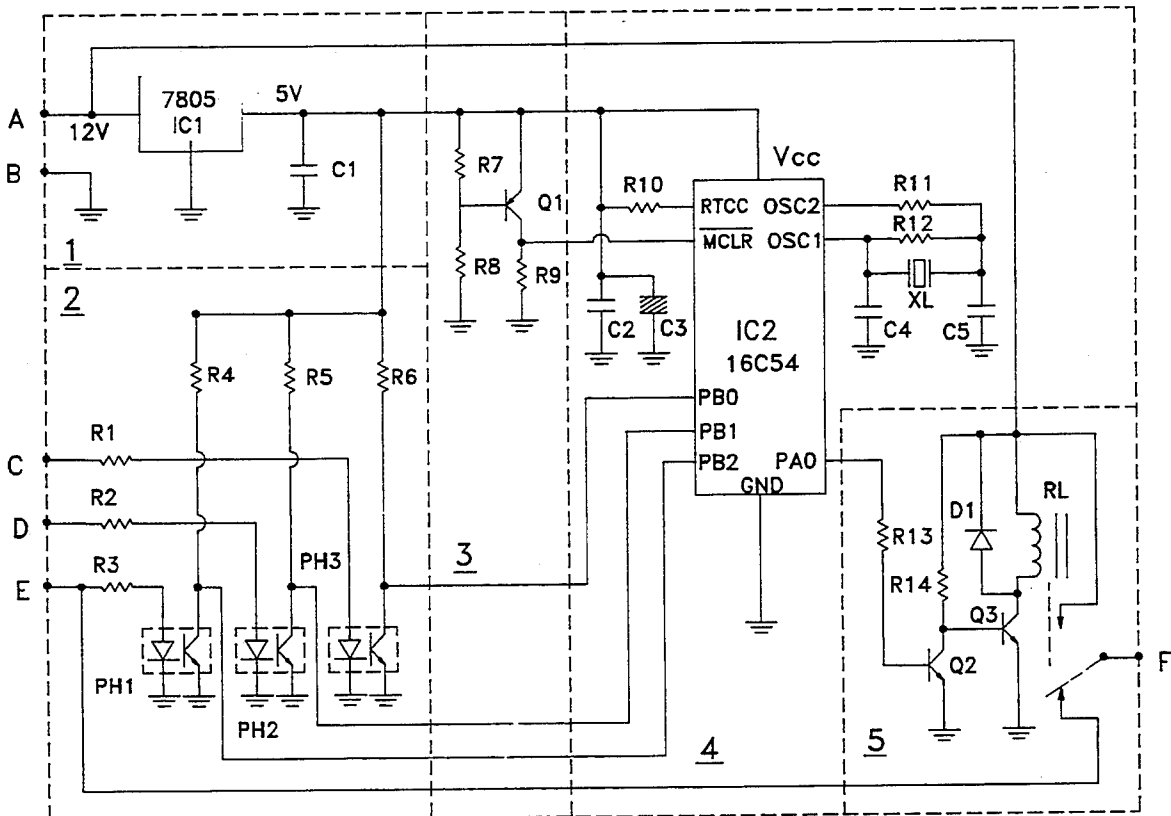 A
12V
7805
IC1
5V
C1
B
1
R7
Q1
R8
R9
R10
Vcc
RTCC OSC2
MCLR OSC1
IC2
16C54
PB0
PB1
PB2
PA0
GND
R11
R12
XL
C4
C5
C2
C3
2
R4
R5
R6
C
R1
D
R2
E
R3
PH3
PH1
PH2
3
4
R13
R14
D1
RL
Q3
Q2
F
5